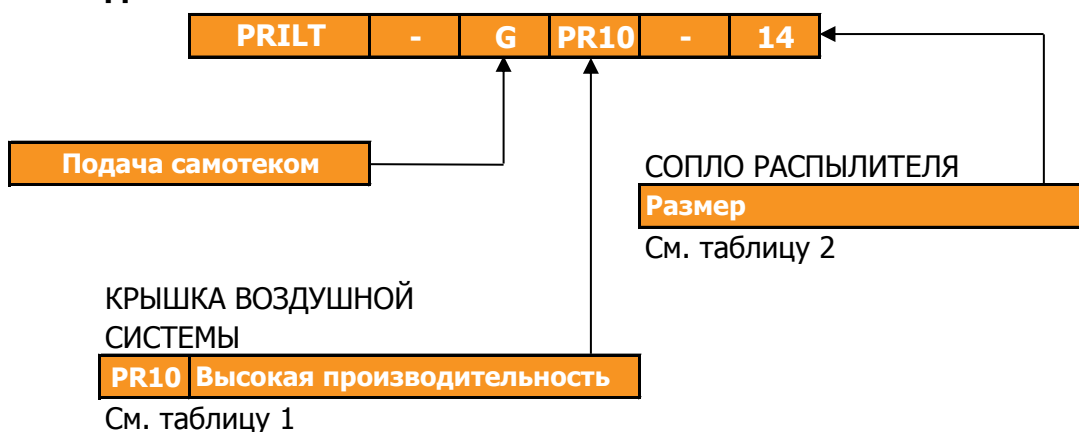 PRILT - G PR10 - 14
Подача самотеком
СОПЛО РАСПЫЛИТЕЛЯ
Размер
См. таблицу 2
КРЫШКА ВОЗДУШНОЙ
СИСТЕМЫ
PR10 Высокая производительность
См. таблицу 1